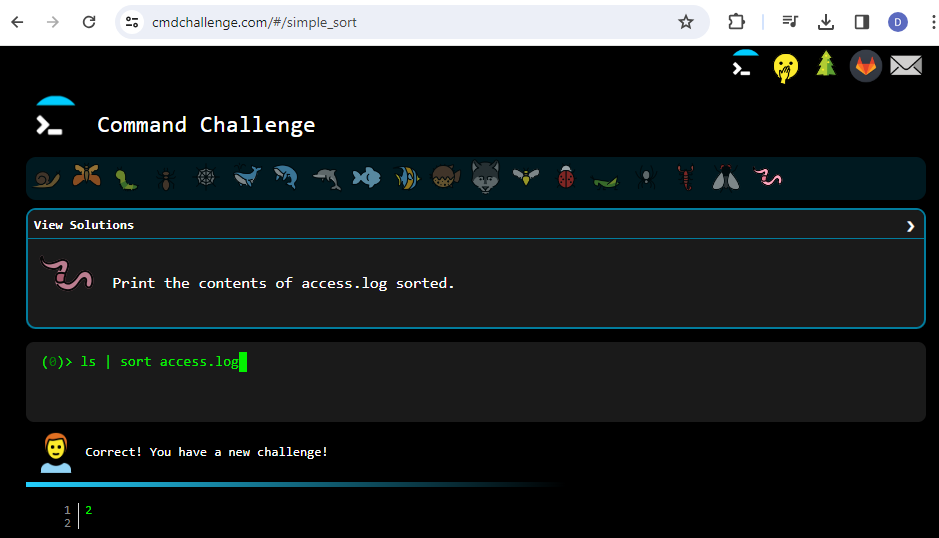 cmdchallenge.com/#/simple_sort
D
Command Challenge
View Solutions
Print the contents of access.log sorted.
(0)> ls | sort access.log
Correct! You have a new challenge!
1 2
2